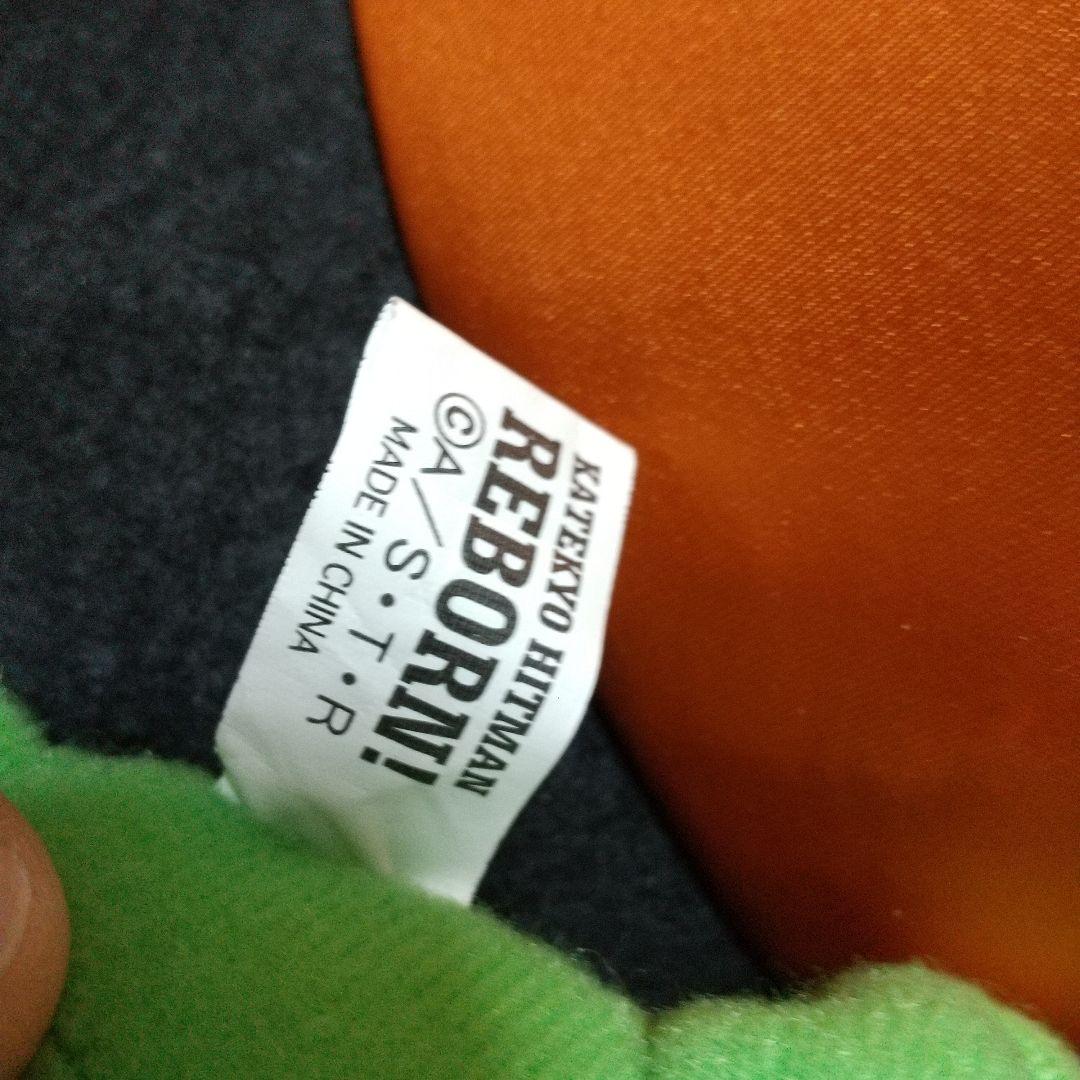 KATEKYO HITMAN
REBORN!
©A/S・T・R
MADE IN CHINA